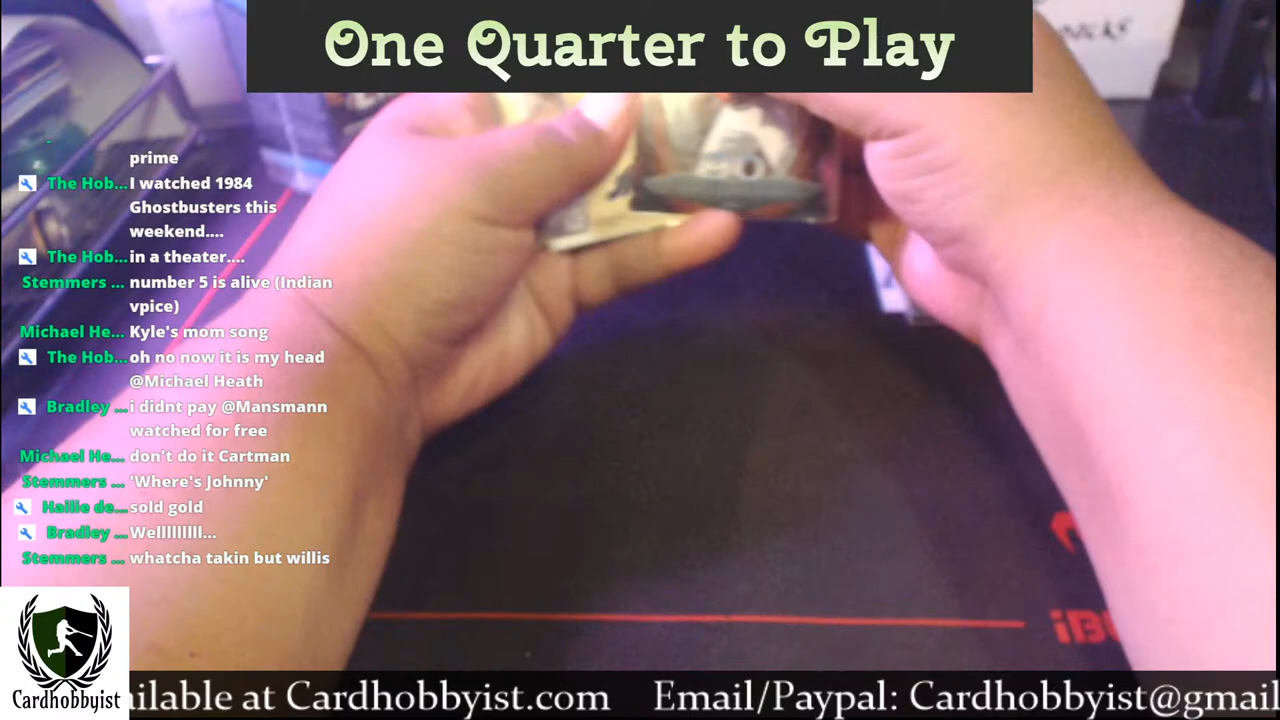 One Quarter to Play
prime
The Hob... I watched 1984
Ghostbusters this
weekend....
The Hob... in a theater....
Stemmers ... number 5 is alive (Indian
vpice)
Michael He... Kyle's mom song
The Hob... oh no now it is my head
@Michael Heath
Bradley ... i didnt pay @Mansmann
watched for free
Michael He... don't do it Cartman
Stemmers ... 'Where's Johnny'
Hailie de... sold gold
Bradley ... Welllllllll...
Stemmers ... whatcha takin but willis
Cardhobbyist
ailable at Cardhobbyist.com Email/Paypal: Cardhobbyist@gmail